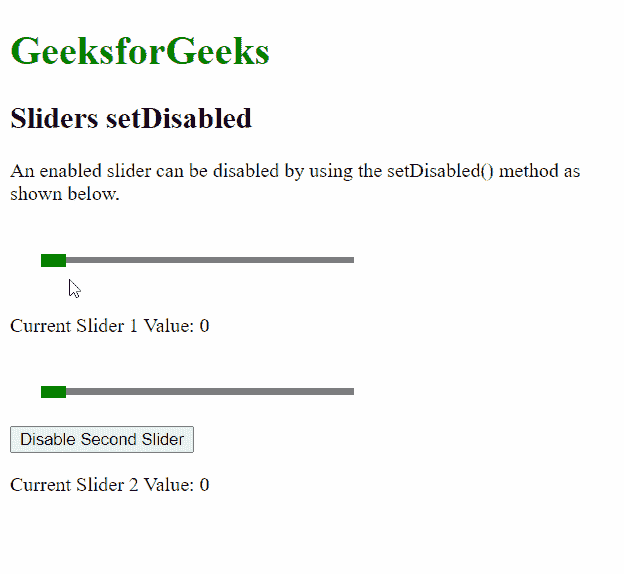 GeeksforGeeks
Sliders setDisabled
An enabled slider can be disabled by using the setDisabled() method as
shown below.
Current Slider 1 Value: 0
Disable Second Slider
Current Slider 2 Value: 0